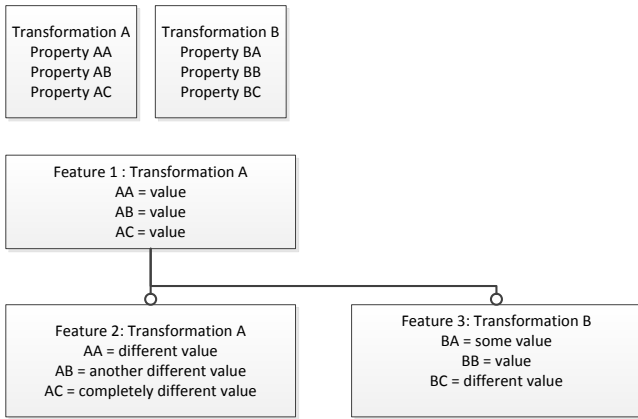 Transformation A
Property AA
Property AB
Property AC
Transformation B
Property BA
Property BB
Property BC
Feature 1 : Transformation A
AA = value
AB = value
AC = value
Feature 2: Transformation A
AA = different value
AB = another different value
AC = completely different value
Feature 3: Transformation B
BA = some value
BB = value
BC = different value